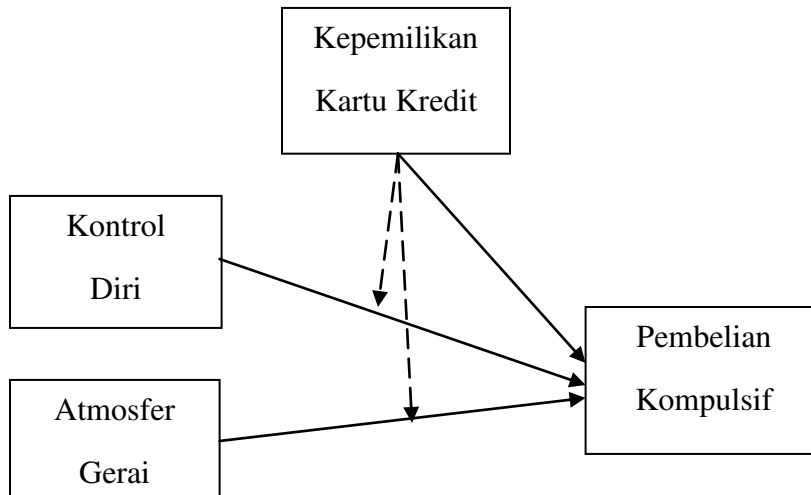 Kepemilikan
Kartu Kredit
Kontrol
Diri
Pembelian
Kompulsif
Atmosfer
Gerai